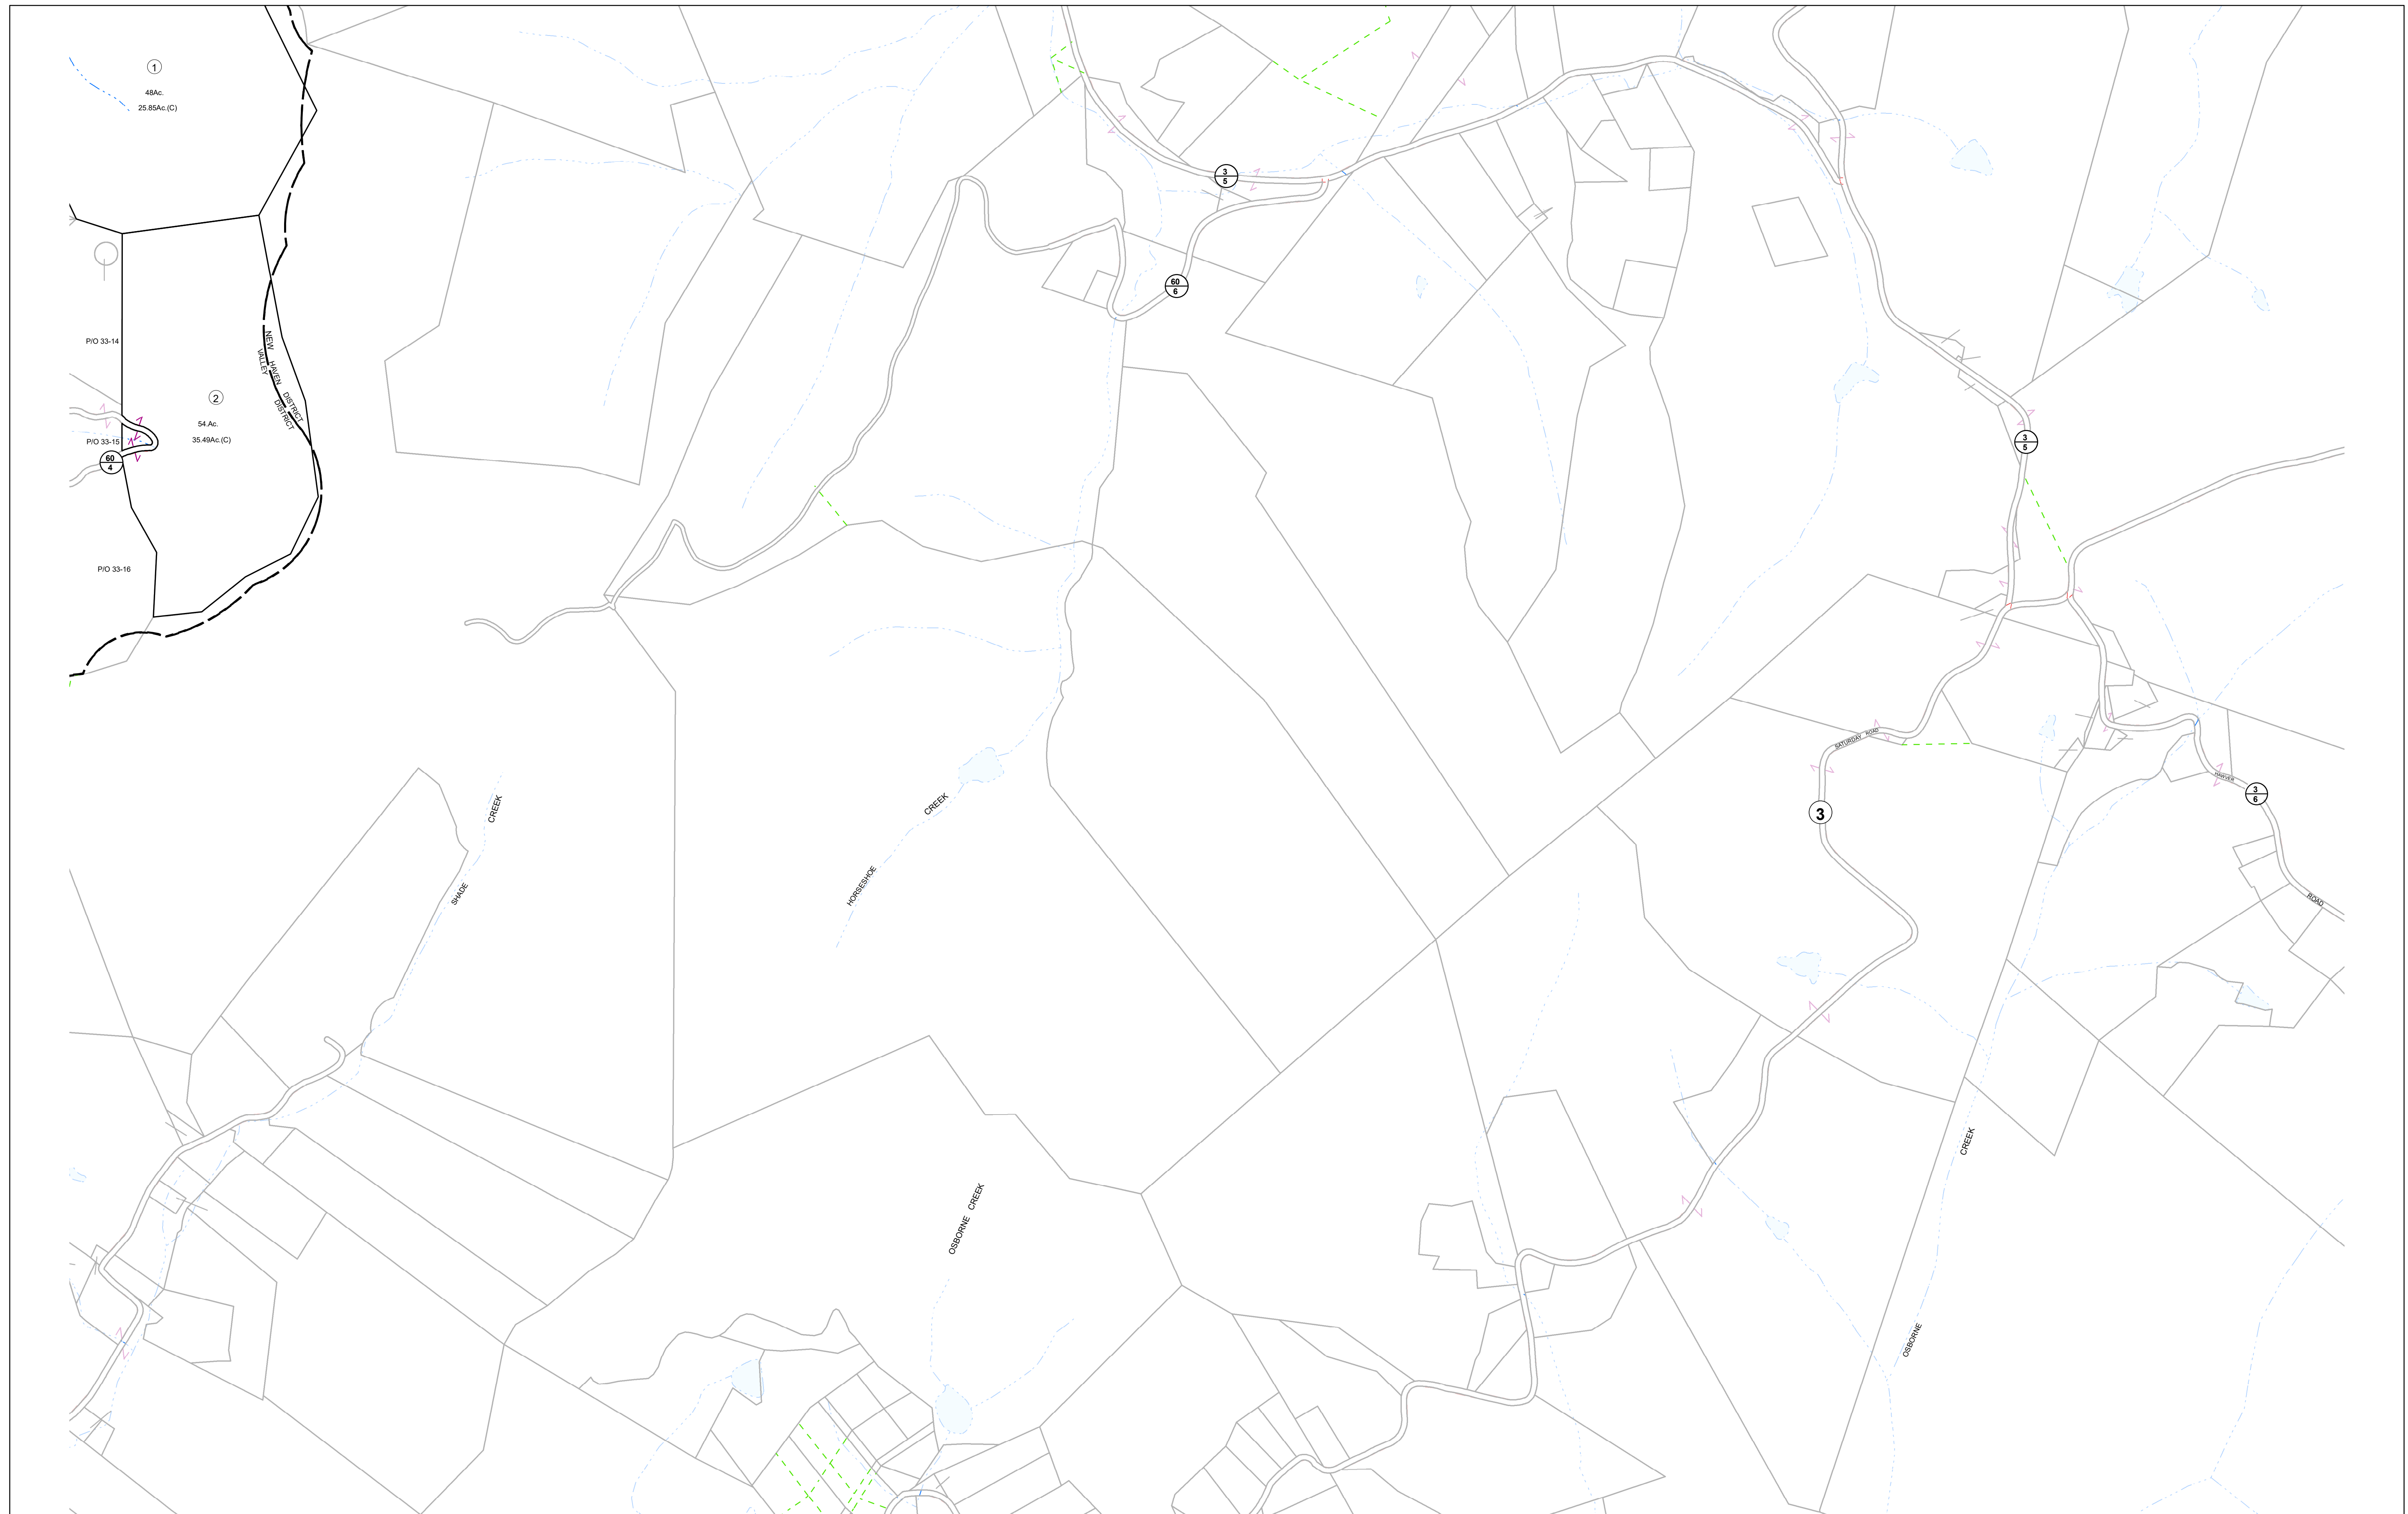 1
48Ac.
25.85Ac.(C)
3
5
60
6
P/O 33-14
NEW HAVEN DISTRICT
VALLEY DISTRICT
2
54.Ac.
35.49Ac.(C)
P/O 33-15
60
4
3
5
P/O 33-16
SATURDAY ROAD
HAWVER ROAD
3
6
3
SHADE CREEK
HORSESHOE CREEK
OSBORNE CREEK
OSBORNE CREEK